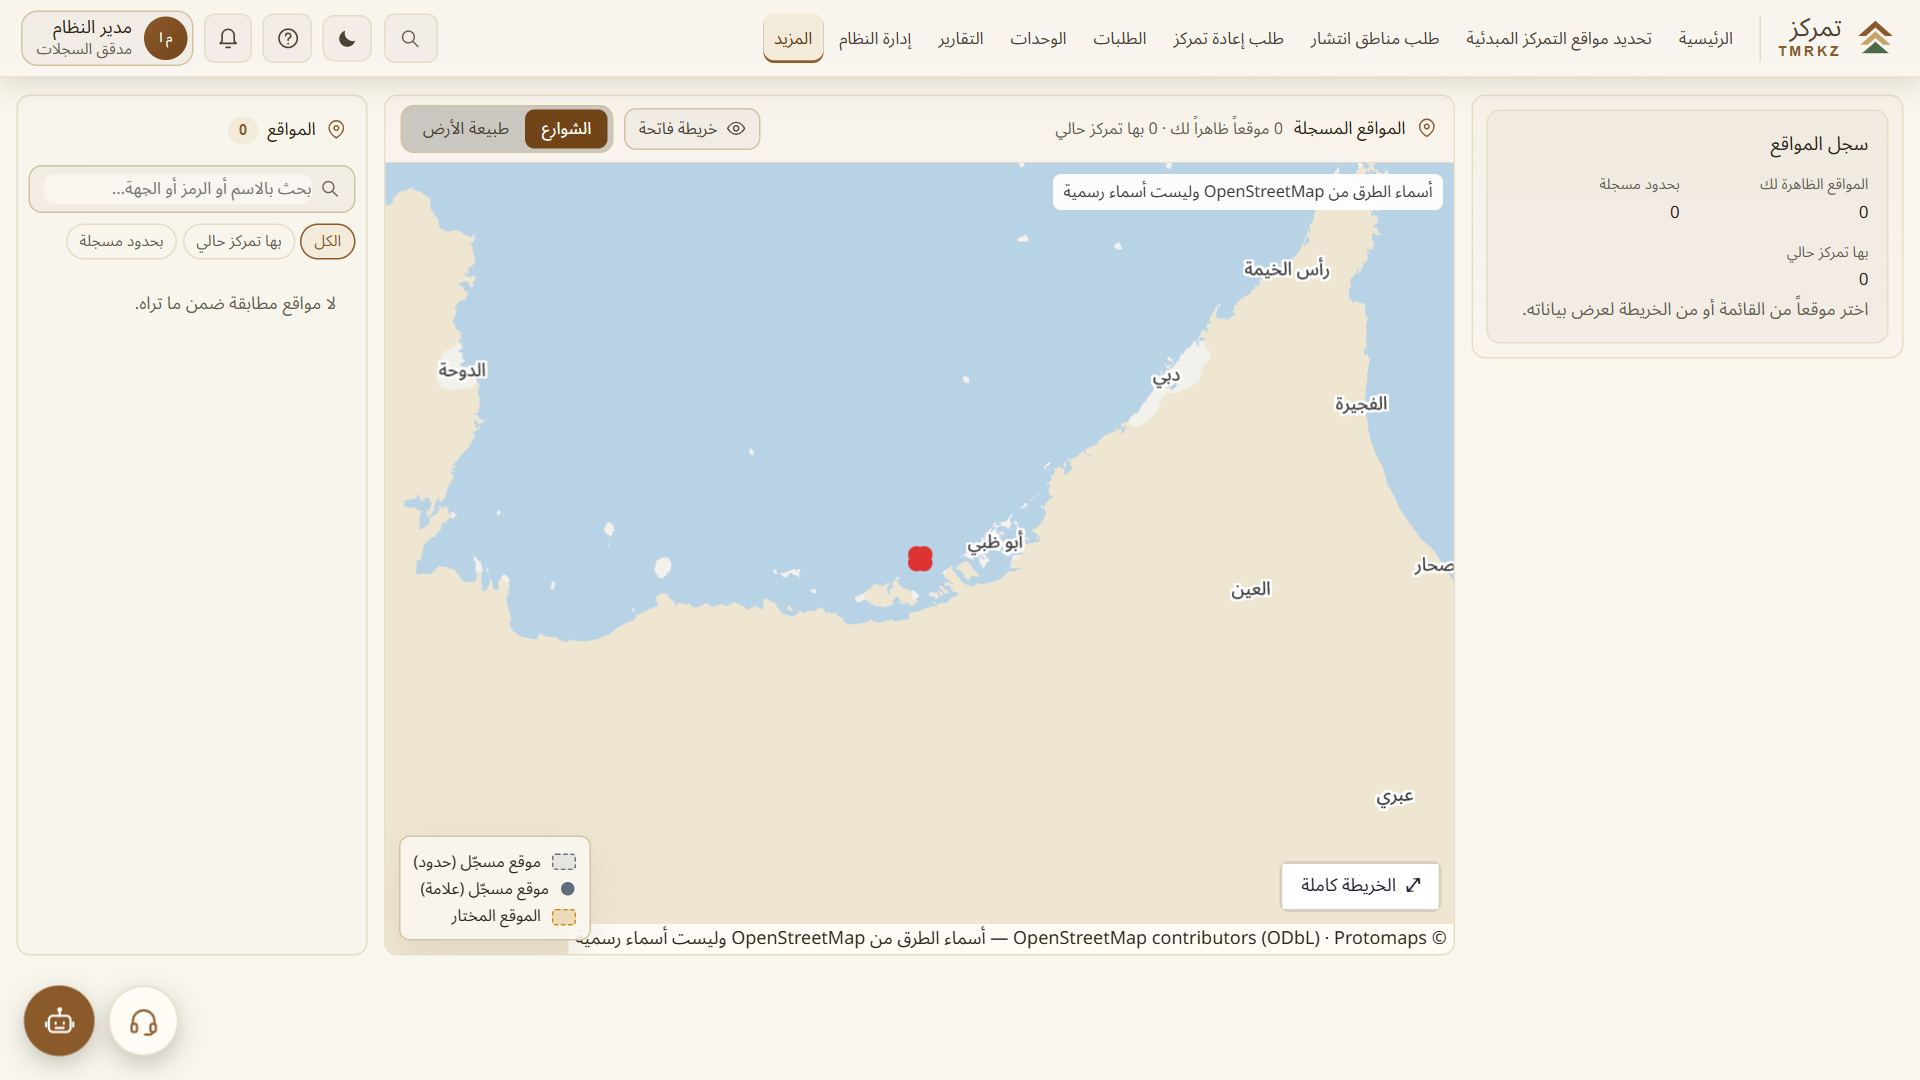 تمركز
TMRKZ
الرئيسية
تحديد مواقع التمركز المبدئية
طلب مناطق انتشار
طلب إعادة تمركز
الطلبات
الوحدات
التقارير
إدارة النظام
المزيد
م ا
مدير النظام
مدقق السجلات
سجل المواقع
المواقع الظاهرة لك
0
بحدود مسجلة
0
بها تمركز حالي
0
اختر موقعاً من القائمة أو من الخريطة لعرض بياناته.
المواقع المسجلة
0 موقعاً ظاهراً لك · 0 بها تمركز حالي
خريطة فاتحة
الشوارع
طبيعة الأرض
أسماء الطرق من OpenStreetMap وليست أسماء رسمية
رأس الخيمة
الدوحة
دبي
الفجيرة
أبو ظبي
صحار
العين
عبري
موقع مسجّل (حدود)
موقع مسجّل (علامة)
الموقع المختار
الخريطة كاملة
© OpenStreetMap contributors (ODbL) · Protomaps — أسماء الطرق من OpenStreetMap وليست أسماء رسمية
المواقع
0
بحث بالاسم أو الرمز أو الجهة...
الكل
بها تمركز حالي
بحدود مسجلة
لا مواقع مطابقة ضمن ما تراه.